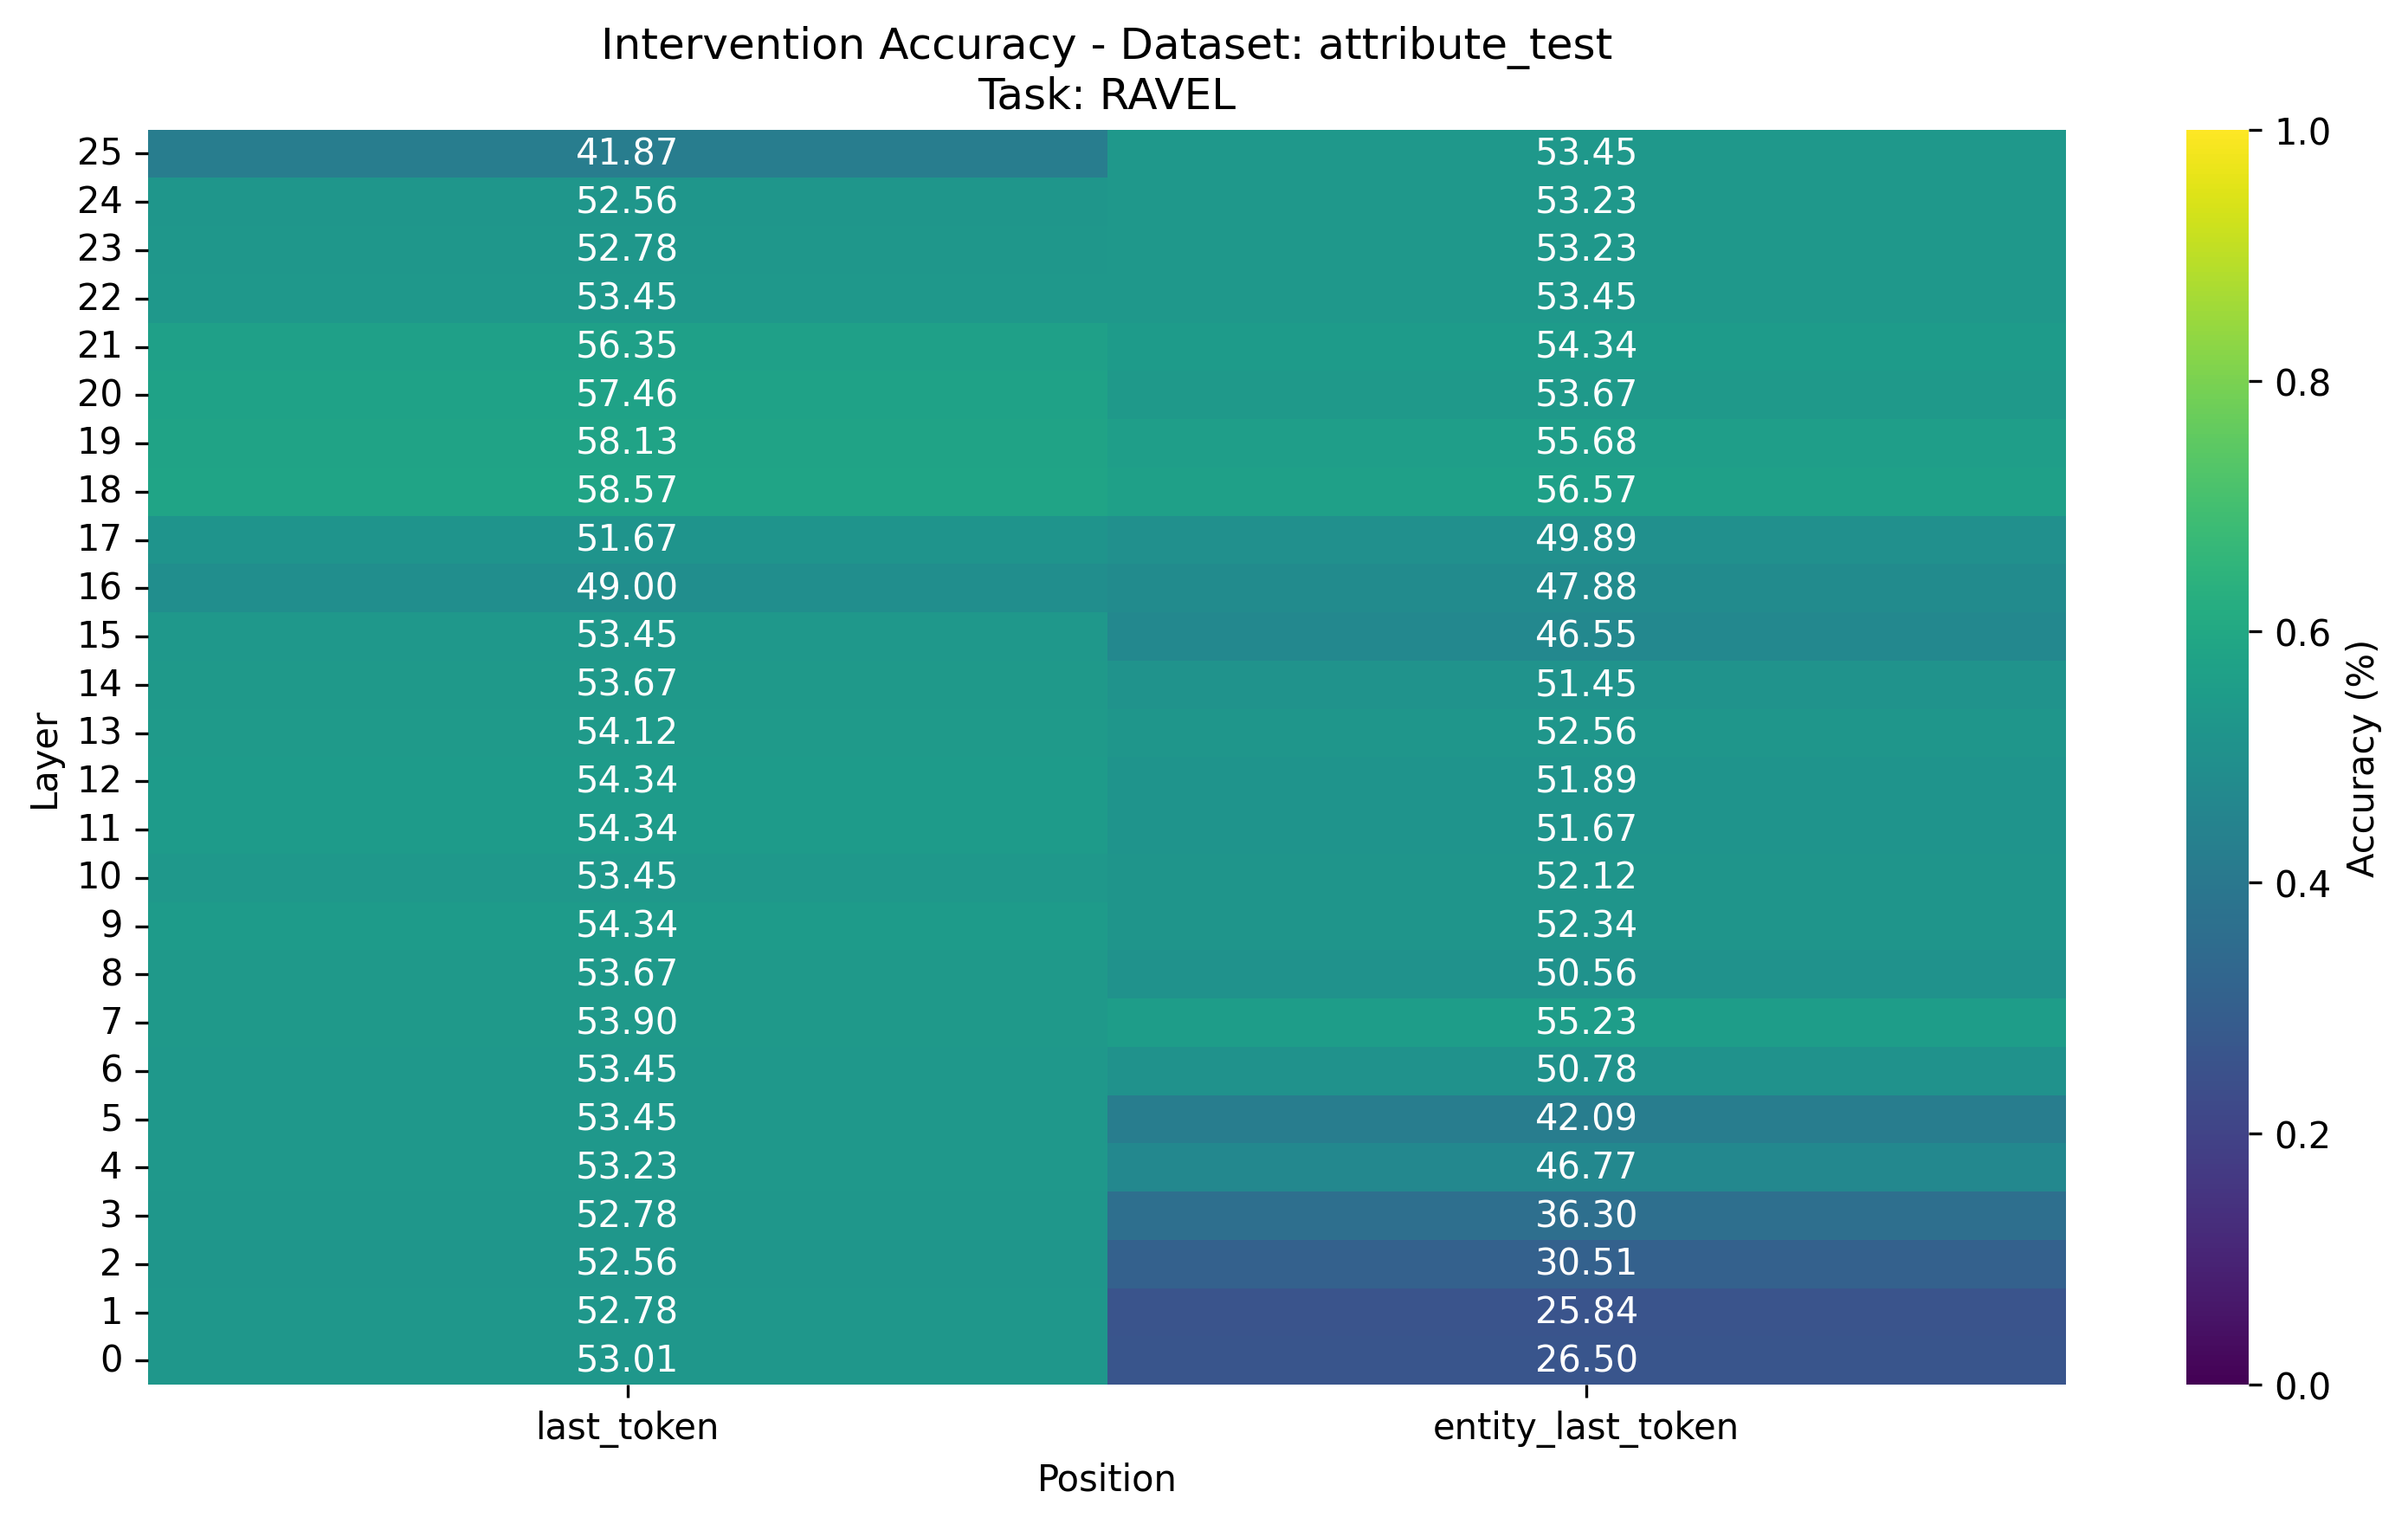 Intervention Accuracy - Dataset: attribute_test
Task: RAVEL
25 41.87 53.45
24 52.56 53.23
23 52.78 53.23
22 53.45 53.45
21 56.35 54.34
20 57.46 53.67
19 58.13 55.68
18 58.57 56.57
17 51.67 49.89
16 49.00 47.88
15 53.45 46.55
14 53.67 51.45
13 54.12 52.56
12 54.34 51.89
11 54.34 51.67
10 53.45 52.12
9 54.34 52.34
8 53.67 50.56
7 53.90 55.23
6 53.45 50.78
5 53.45 42.09
4 53.23 46.77
3 52.78 36.30
2 52.56 30.51
1 52.78 25.84
0 53.01 26.50
Layer
last_token entity_last_token
Position
1.0
0.8
0.6
0.4
0.2
0.0
Accuracy (%)